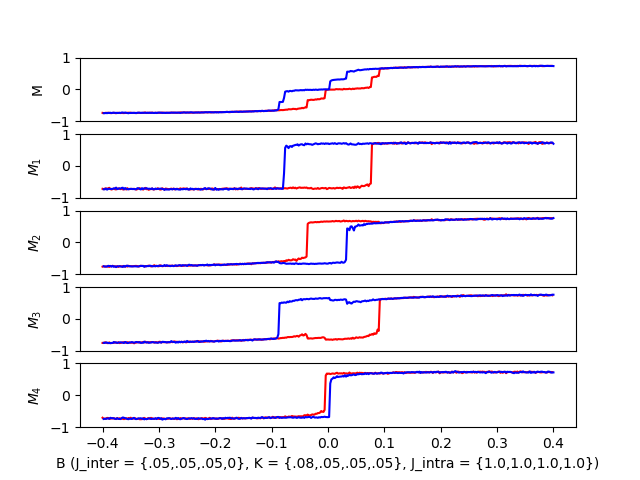 1
0
−1
M
1
0
−1
M₁
1
0
−1
M₂
1
0
−1
M₃
1
0
−1
M₄
−0.4 −0.3 −0.2 −0.1 0.0 0.1 0.2 0.3 0.4
B (J_inter = {.05,.05,.05,0}, K = {.08,.05,.05,.05}, J_intra = {1.0,1.0,1.0,1.0})